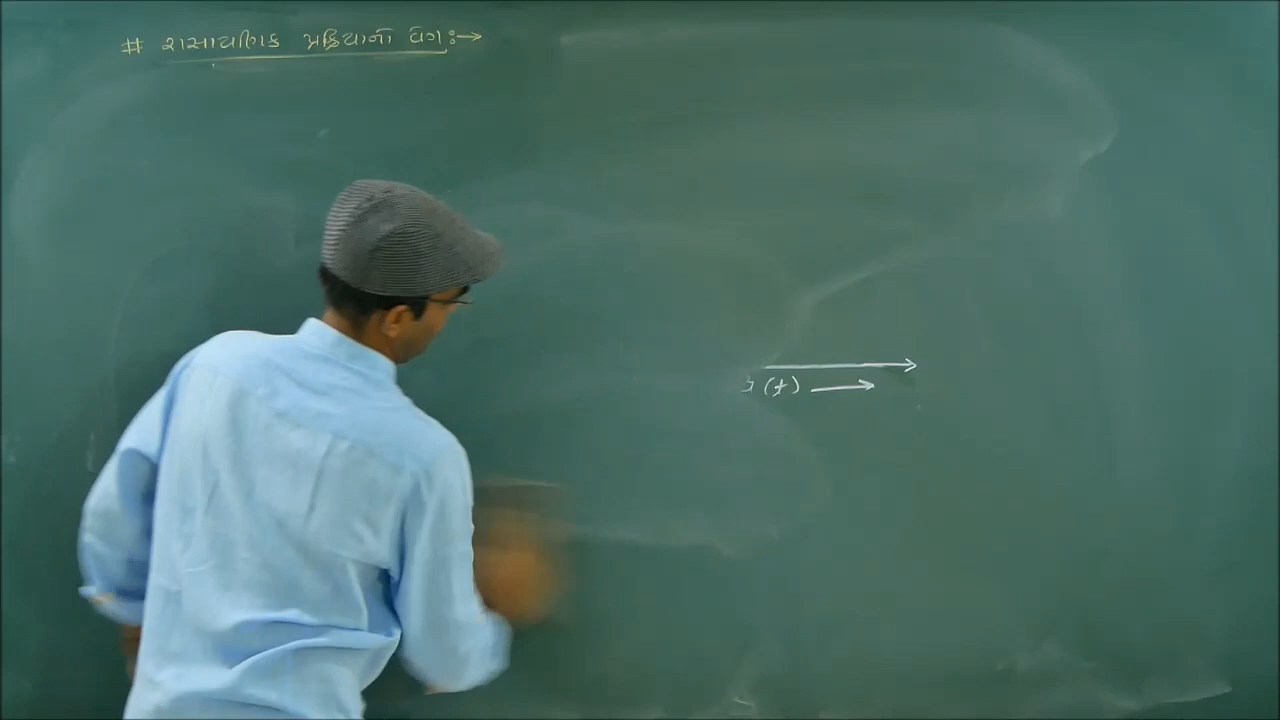 # રાસાયણિક પ્રક્રિયાનો વેગ :→
(t) →